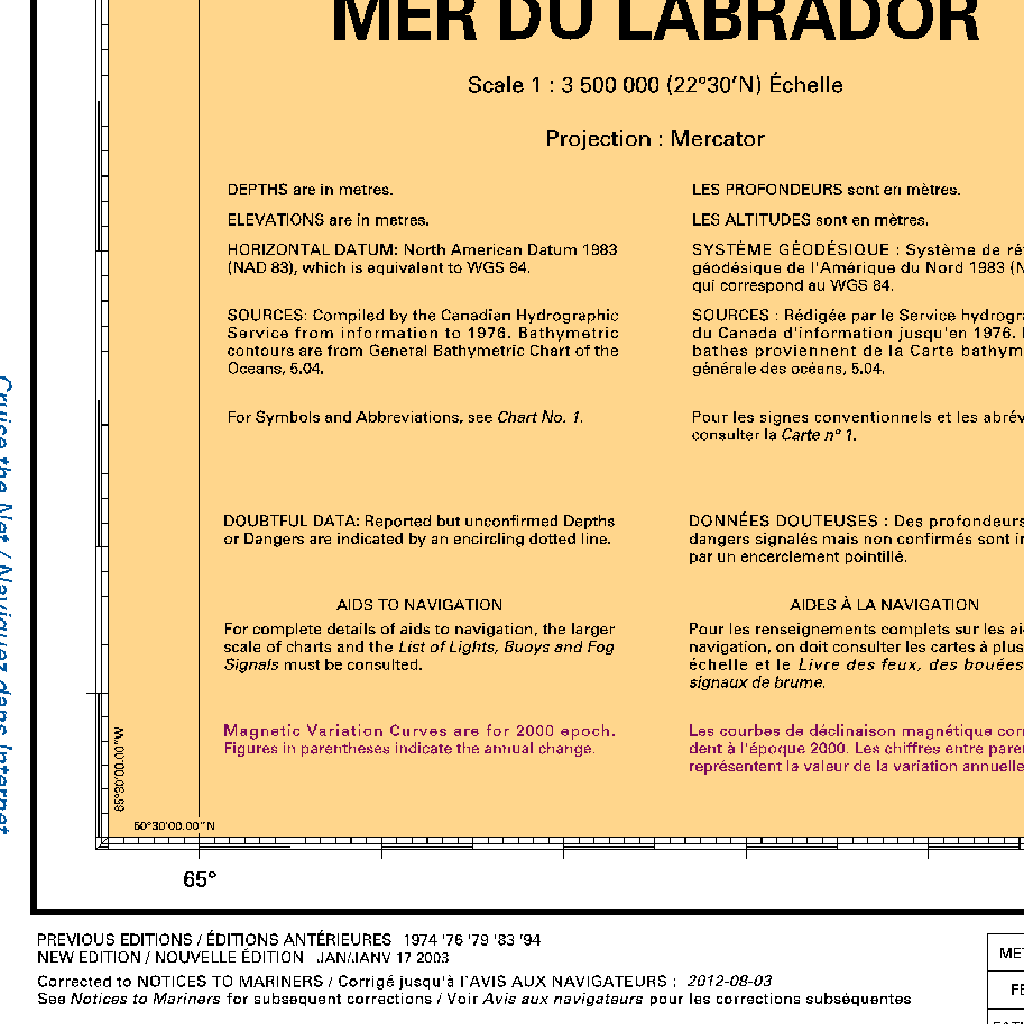 MER DU LABRADOR
Scale 1 : 3 500 000 (22°30'N) Échelle
Projection : Mercator
DEPTHS are in metres.
ELEVATIONS are in metres.
HORIZONTAL DATUM: North American Datum 1983
(NAD 83), which is equivalent to WGS 84.
SOURCES: Compiled by the Canadian Hydrographic
Service from information to 1976. Bathymetric
contours are from General Bathymetric Chart of the
Oceans, 5.04.
For Symbols and Abbreviations, see Chart No. 1.
DOUBTFUL DATA: Reported but unconfirmed Depths
or Dangers are indicated by an encircling dotted line.
AIDS TO NAVIGATION
For complete details of aids to navigation, the larger
scale of charts and the List of Lights, Buoys and Fog
Signals must be consulted.
Magnetic Variation Curves are for 2000 epoch.
Figures in parentheses indicate the annual change.
LES PROFONDEURS sont en mètres.
LES ALTITUDES sont en mètres.
SYSTÈME GÉODÉSIQUE : Système de ré
géodésique de l'Amérique du Nord 1983 (N
qui correspond au WGS 84.
SOURCES : Rédigée par le Service hydrogra
du Canada d'information jusqu'en 1976.
bathes proviennent de la Carte bathym
générale des océans, 5.04.
Pour les signes conventionnels et les abrév
consulter la Carte n° 1.
DONNÉES DOUTEUSES : Des profondeurs
dangers signalés mais non confirmés sont in
par un encerclement pointillé.
AIDES À LA NAVIGATION
Pour les renseignements complets sur les ai
navigation, on doit consulter les cartes à plus
échelle et le Livre des feux, des bouées
signaux de brume.
Les courbes de déclinaison magnétique cor
dent à l'époque 2000. Les chiffres entre pare
représentent la valeur de la variation annuelle
65°30'00.00"W
50°30'00.00"N
65°
Cruise the Net / Naviguez dans Internet
PREVIOUS EDITIONS / ÉDITIONS ANTÉRIEURES 1974 '76 '79 '83 '94
NEW EDITION / NOUVELLE ÉDITION JAN/JANV 17 2003
Corrected to NOTICES TO MARINERS / Corrigé jusqu'à l'AVIS AUX NAVIGATEURS : 2012-08-03
See Notices to Mariners for subsequent corrections / Voir Avis aux navigateurs pour les corrections subséquentes
ME
FE